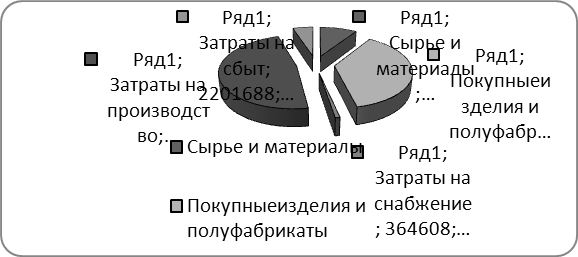 Ряд1;
Затраты на
сбыт;
2201688;...
Ряд1;
Сырье и
материалы
;...
Ряд1;
Затраты на
производст
во;...
Ряд1;
Покупныеи
зделия и
полуфабр...
Ряд1;
Затраты на
снабжение
; 364608;...
Сырье и материалы
Покупныеизделия и
полуфабрикаты